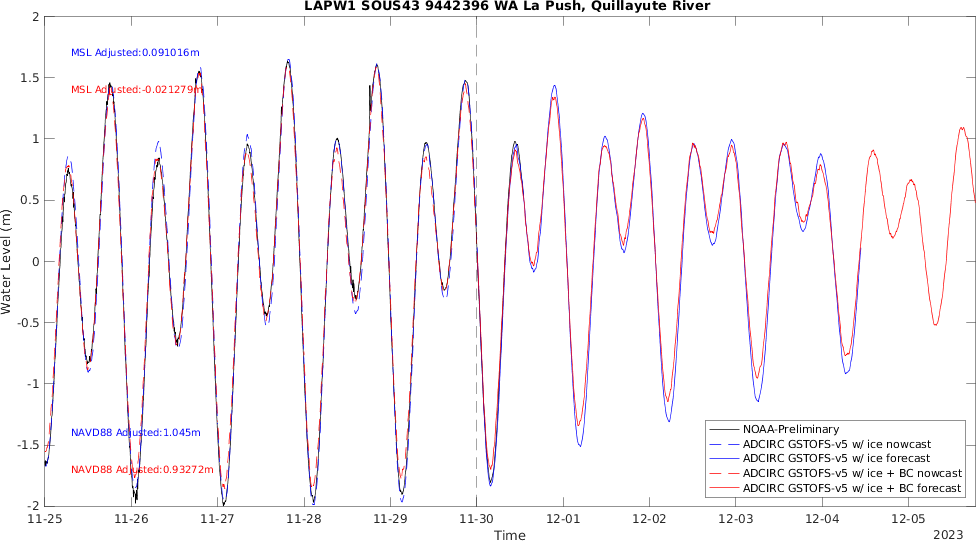 LAPW1 SOUS43 9442396 WA La Push, Quillayute River
MSL Adjusted:0.091016m
MSL Adjusted:-0.021279m
NAVD88 Adjusted:1.045m
NAVD88 Adjusted:0.93272m
Water Level (m)
2
1.5
1
0.5
0
-0.5
-1
-1.5
-2
NOAA-Preliminary
ADCIRC GSTOFS-v5 w/ ice nowcast
ADCIRC GSTOFS-v5 w/ ice forecast
ADCIRC GSTOFS-v5 w/ ice + BC nowcast
ADCIRC GSTOFS-v5 w/ ice + BC forecast
11-25 11-26 11-27 11-28 11-29 11-30 12-01 12-02 12-03 12-04 12-05
Time
2023